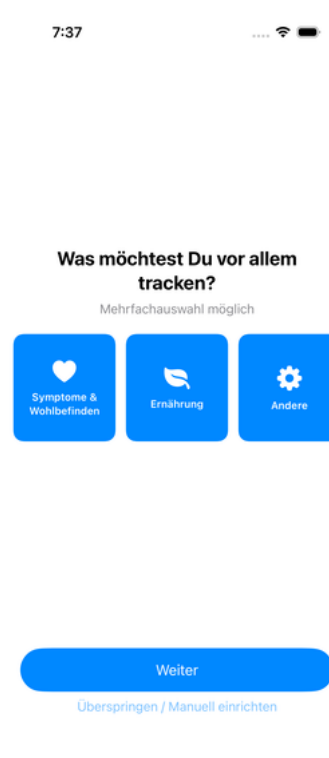 7:37
Was möchtest Du vor allem
tracken?
Mehrfachauswahl möglich
Symptome &
Wohlbefinden
Ernährung
Andere
Weiter
Überspringen / Manuell einrichten